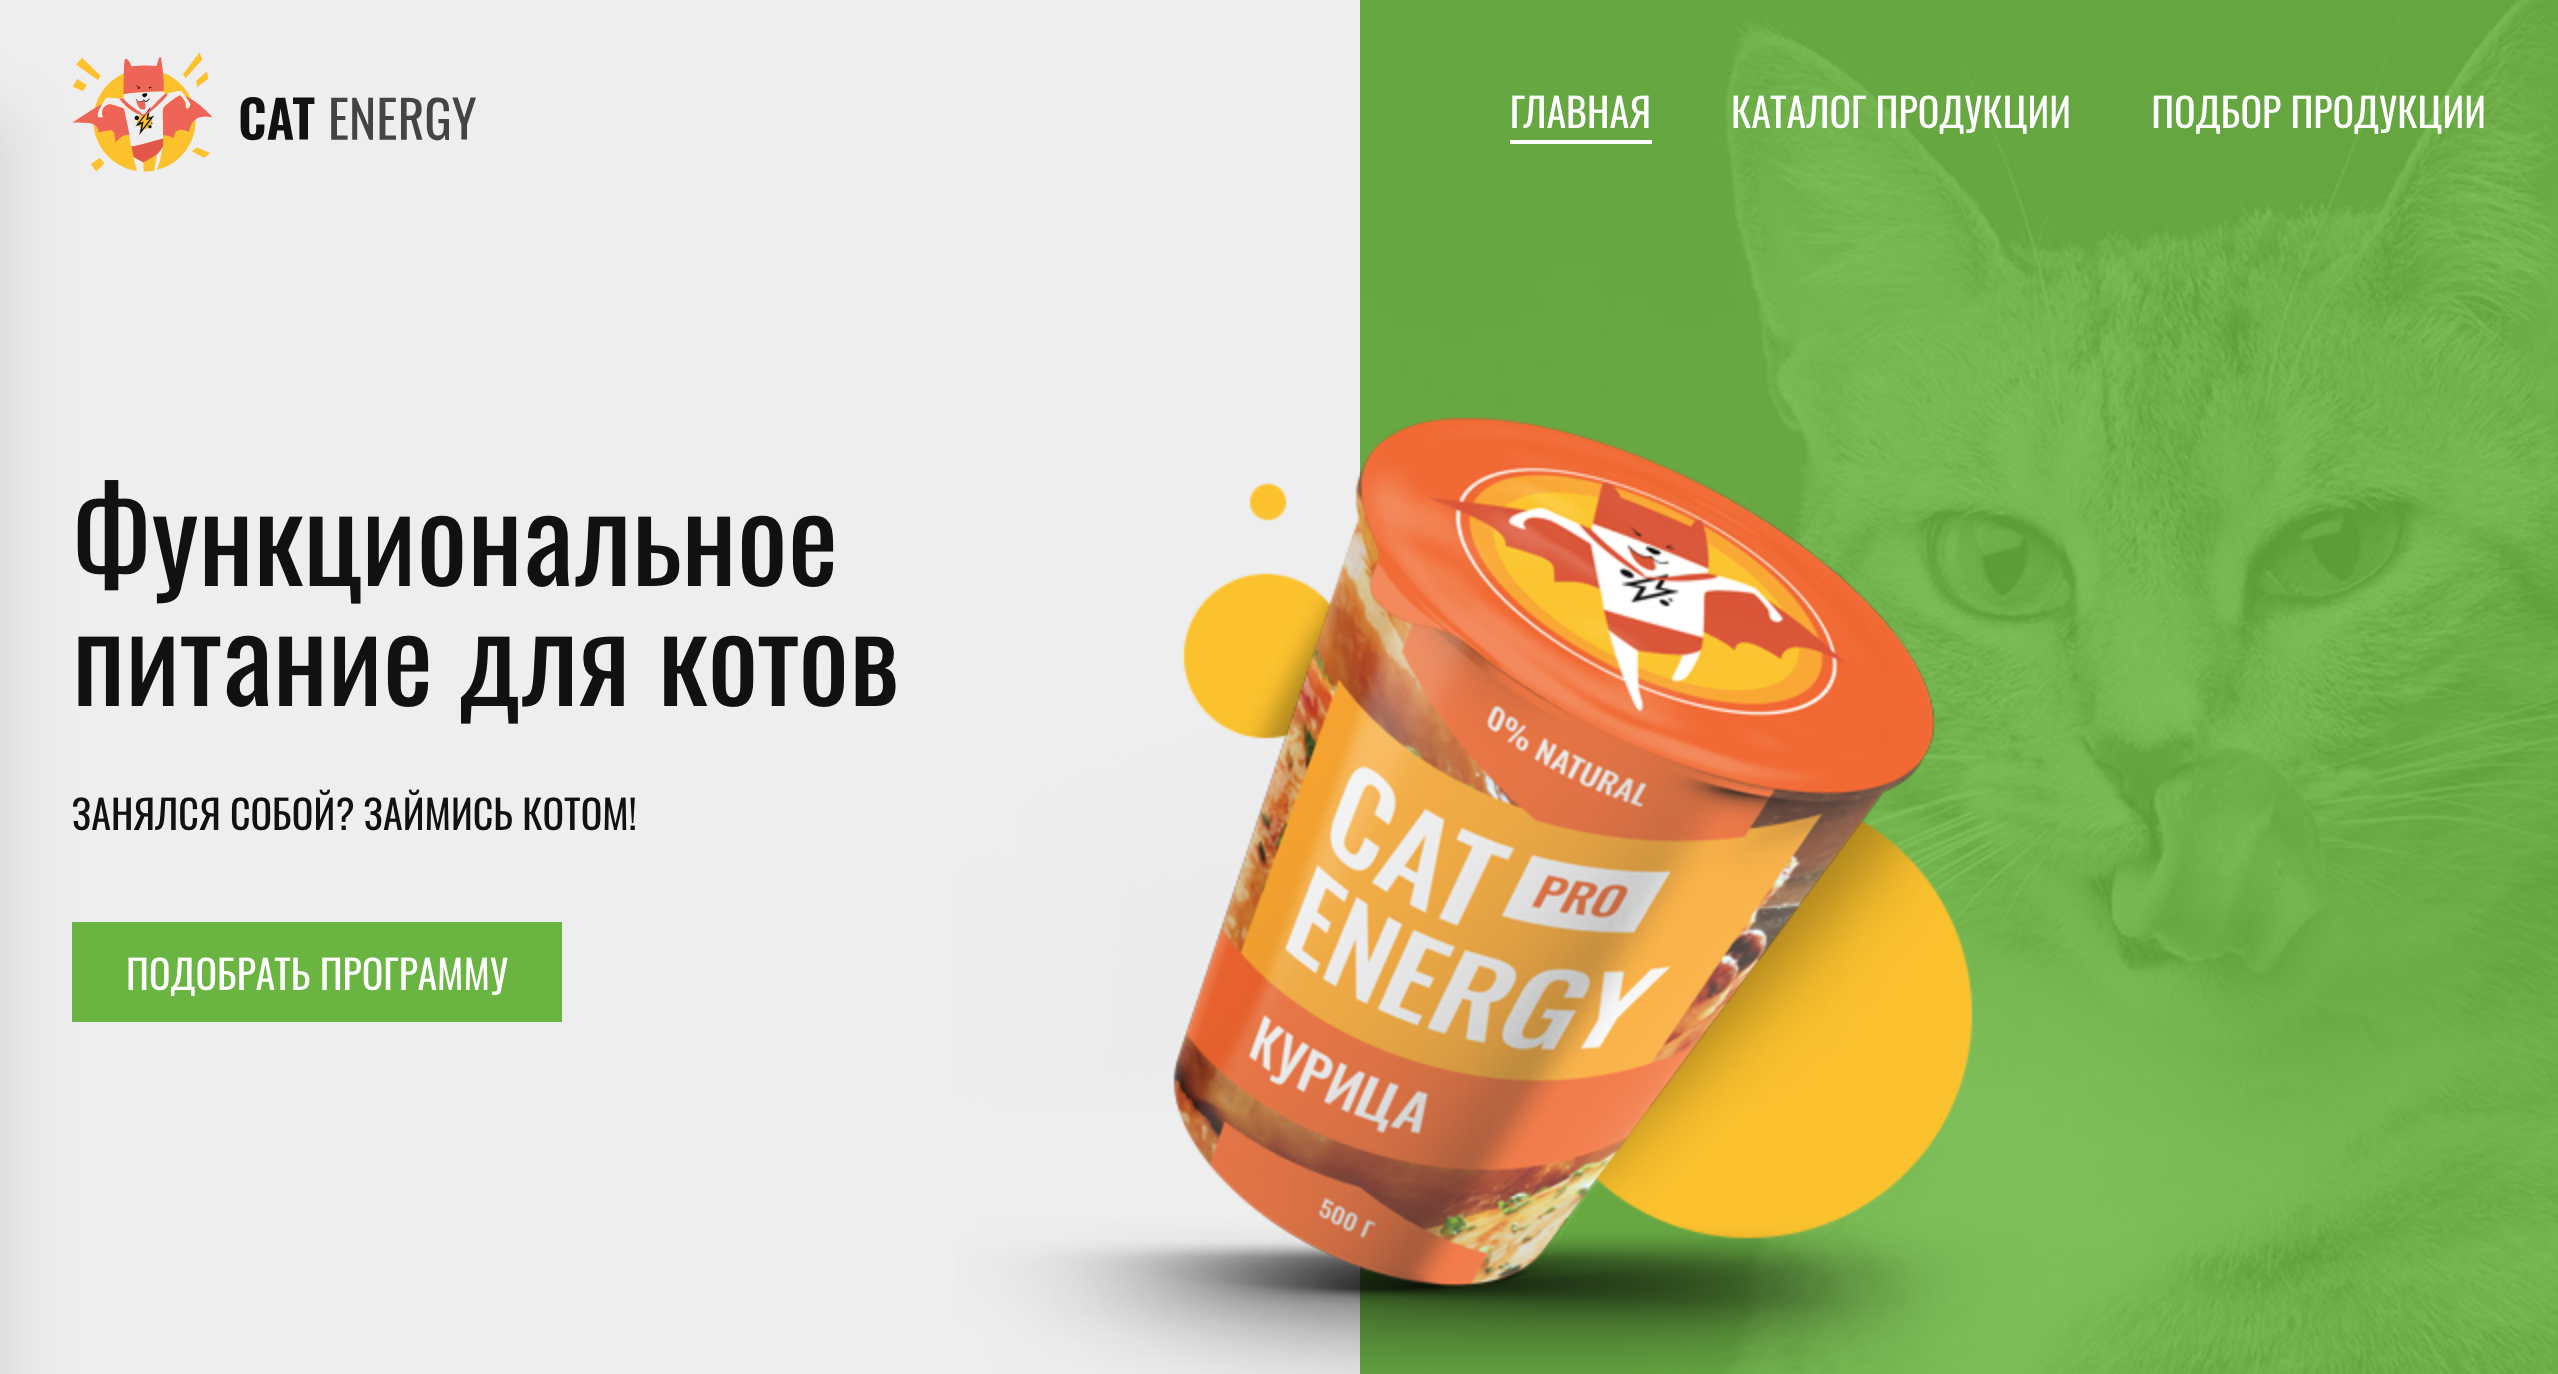 CAT ENERGY
ГЛАВНАЯ
КАТАЛОГ ПРОДУКЦИИ
ПОДБОР ПРОДУКЦИИ
Функциональное
питание для котов
ЗАНЯЛСЯ СОБОЙ? ЗАЙМИСЬ КОТОМ!
ПОДОБРАТЬ ПРОГРАММУ
0% NATURAL
CAT PRO
ENERGY
КУРИЦА
500 Г